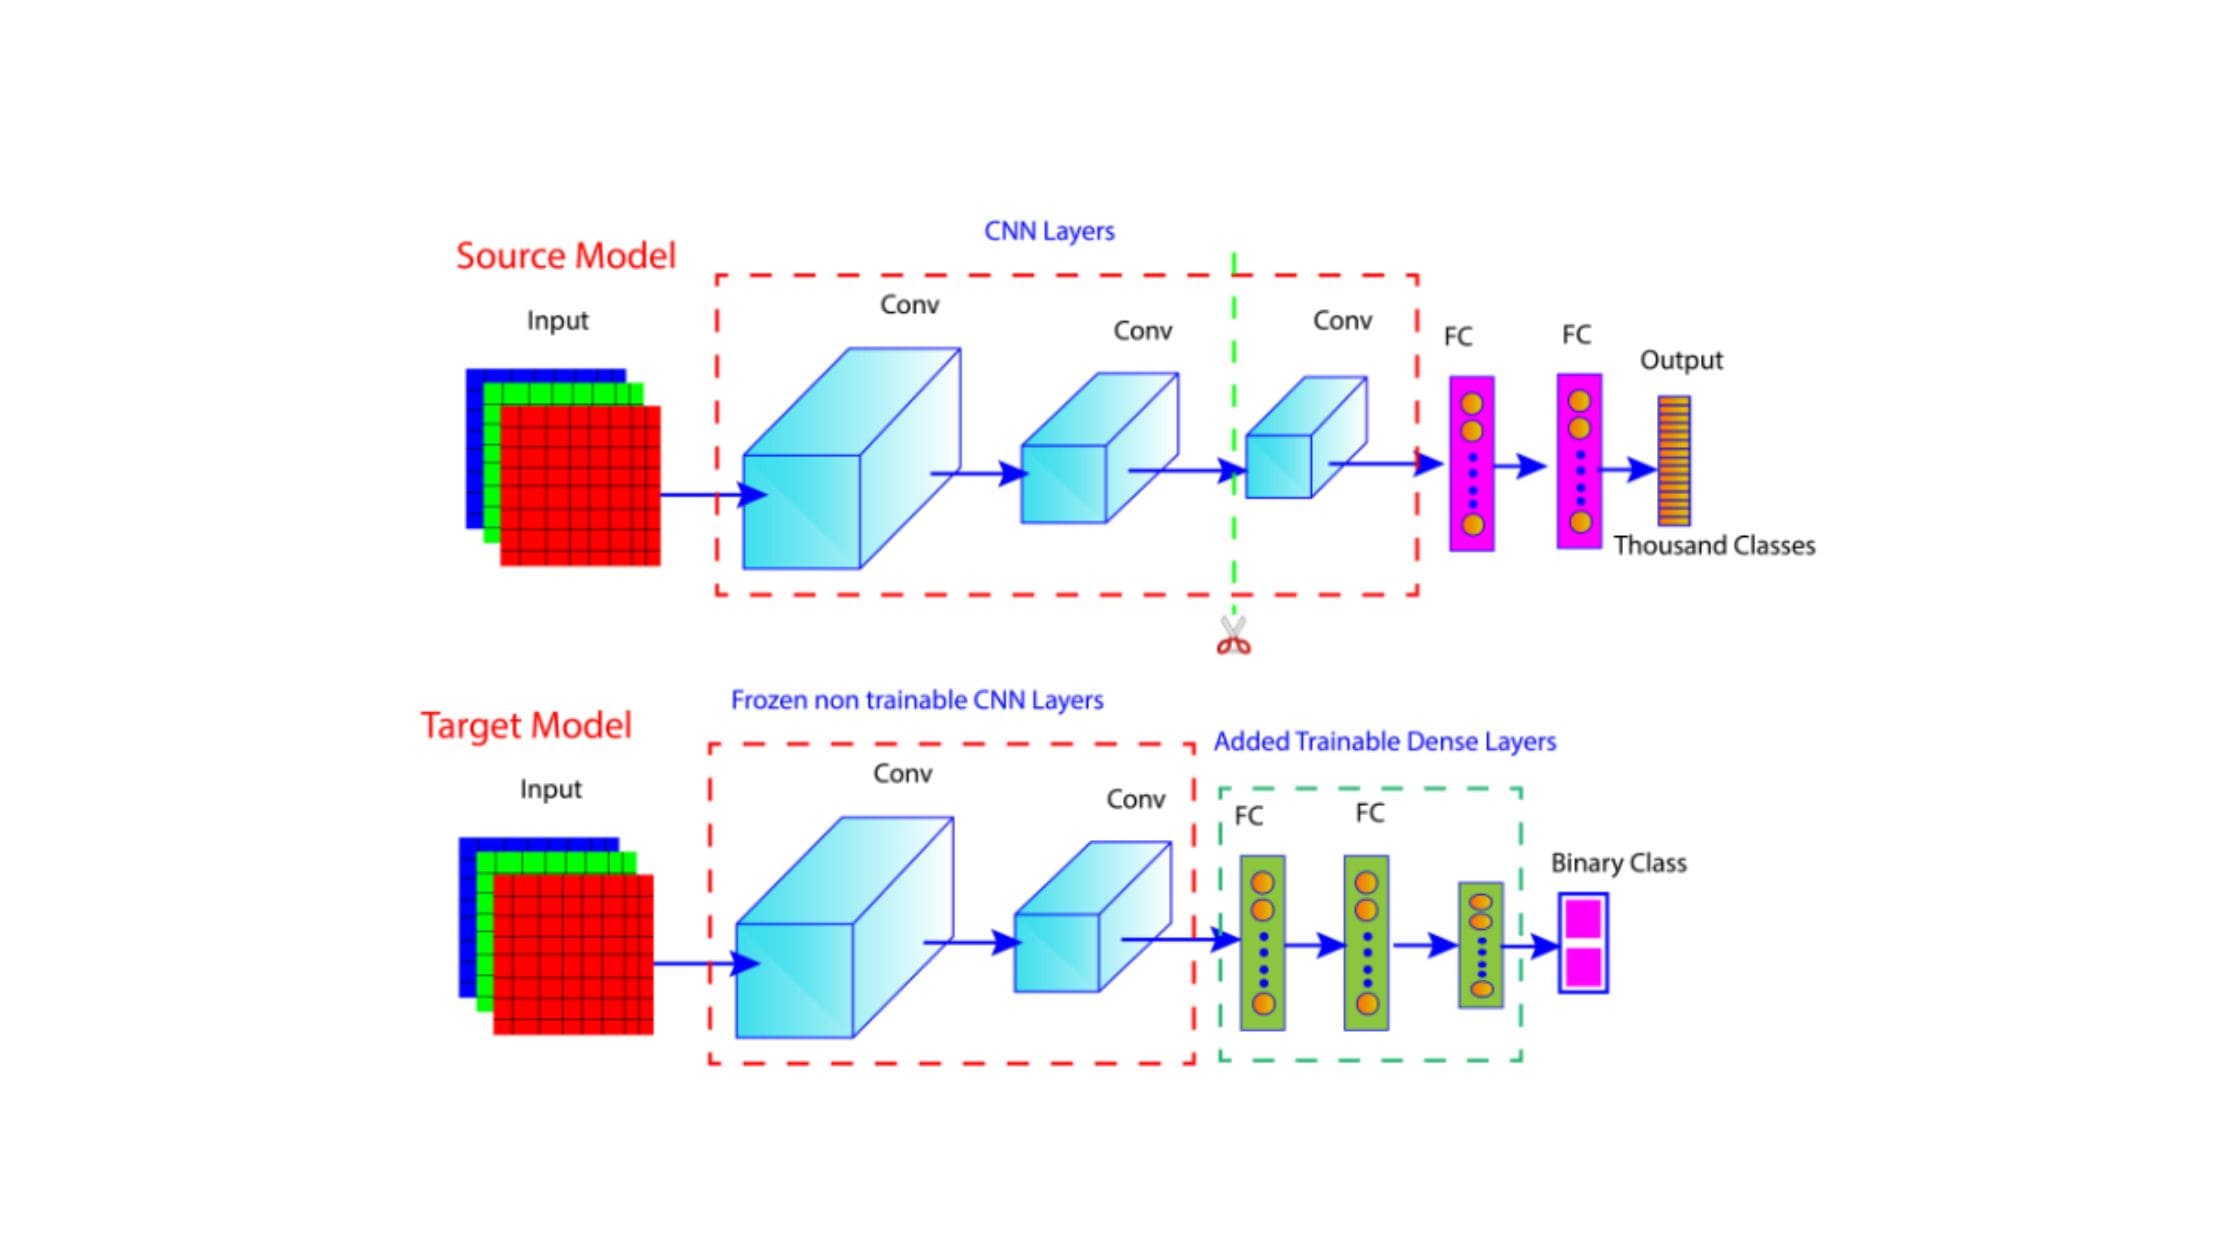 CNN Layers
Source Model
Conv
Input
Conv
Conv
FC
FC
Output
Thousand Classes
Frozen non trainable CNN Layers
Target Model
Added Trainable Dense Layers
Conv
Input
Conv
FC
FC
Binary Class